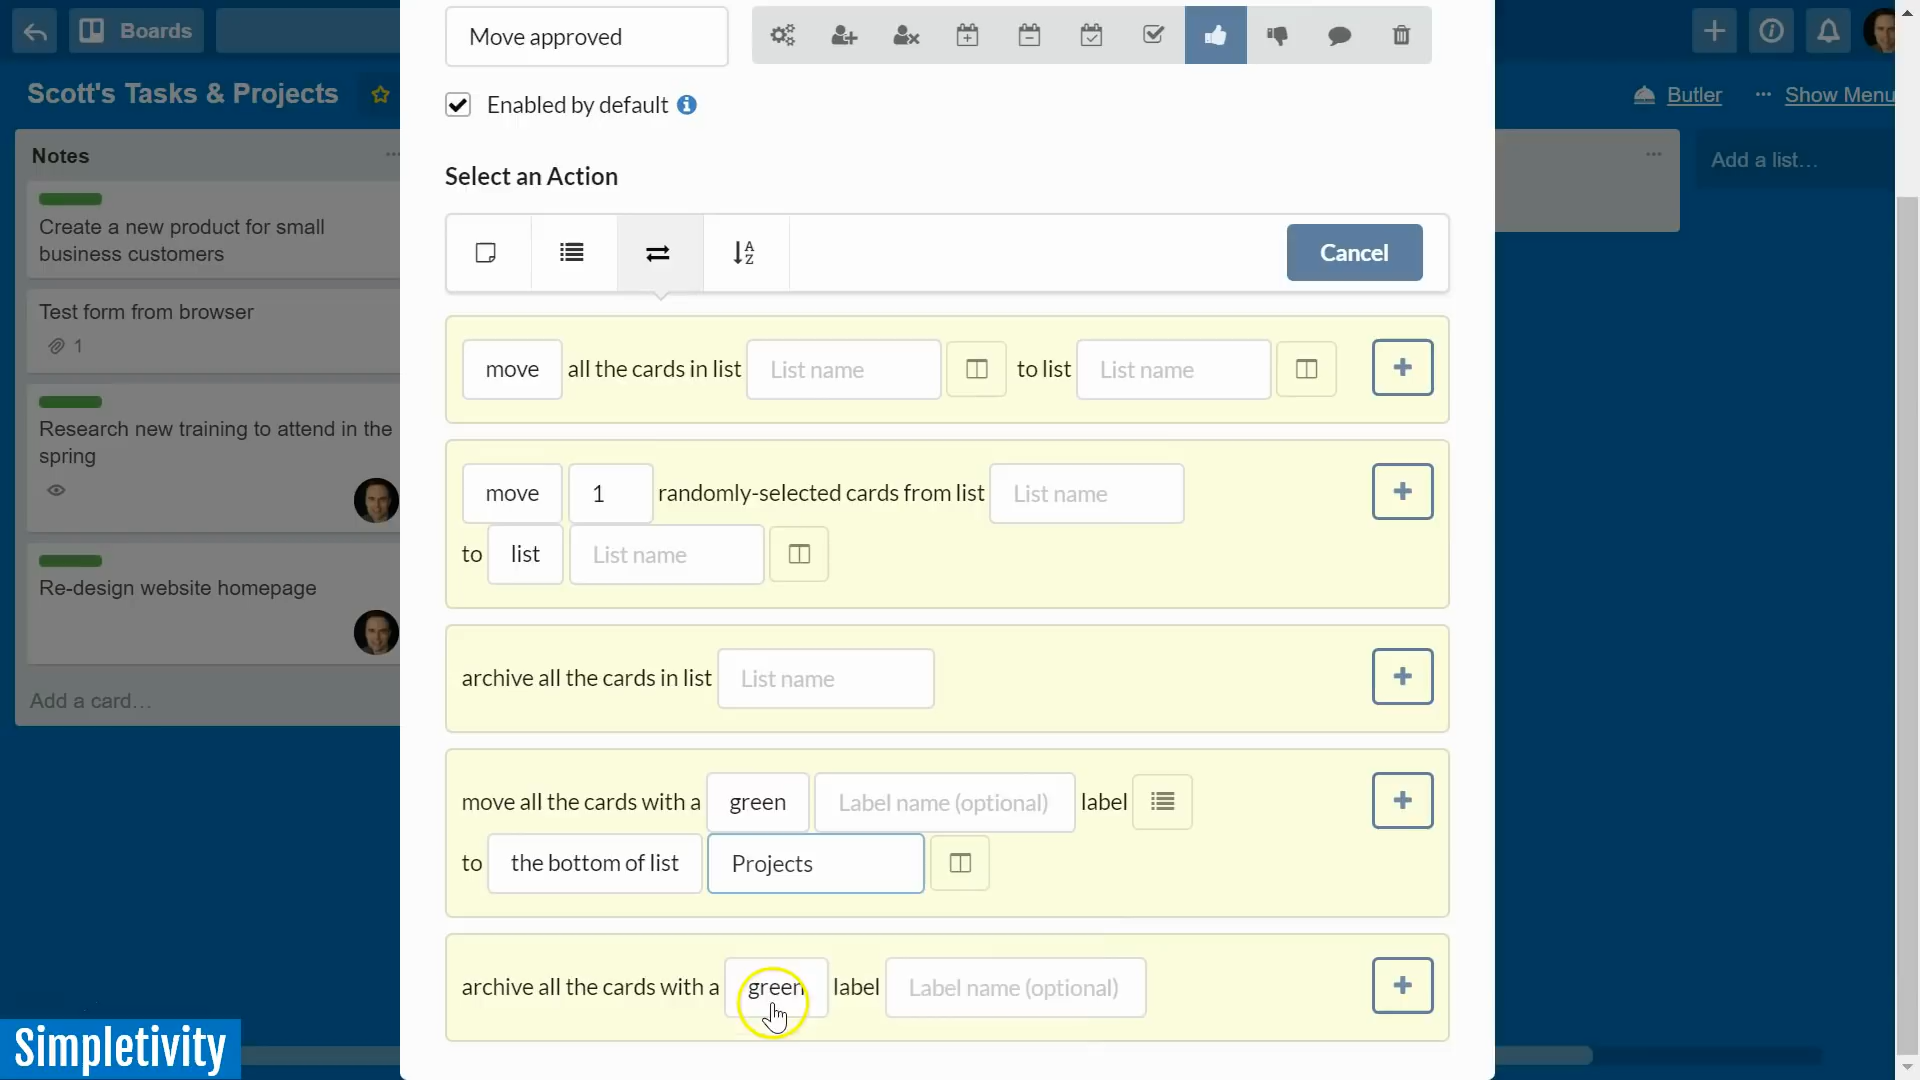 Boards
Move approved
Scott's Tasks & Projects
Enabled by default
Butler
... Show Menu
Notes
Select an Action
Add a list...
Create a new product for small
business customers
Cancel
Test form from browser
1
move all the cards in list List name to list List name
Research new training to attend in the
spring
move 1 randomly-selected cards from list List name
to list List name
Re-design website homepage
archive all the cards in list List name
Add a card...
move all the cards with a green Label name (optional) label
to the bottom of list Projects
archive all the cards with a green label Label name (optional)
Simpletivity